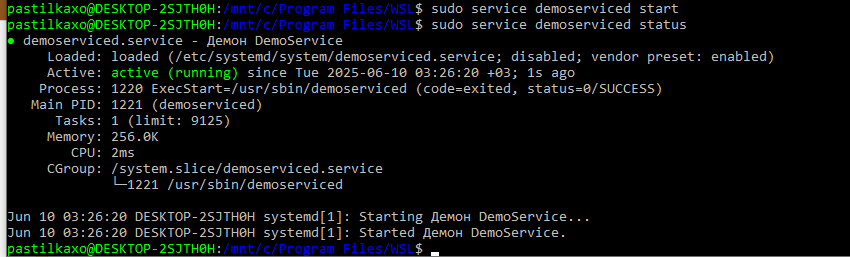 pastilkaxo@DESKTOP-2SJTH0H:/mnt/c/Program Files/WSL$ sudo service demoserviced start
pastilkaxo@DESKTOP-2SJTH0H:/mnt/c/Program Files/WSL$ sudo service demoserviced status
● demoserviced.service - Демон DemoService
     Loaded: loaded (/etc/systemd/system/demoserviced.service; disabled; vendor preset: enabled)
     Active: active (running) since Tue 2025-06-10 03:26:20 +03; 1s ago
    Process: 1220 ExecStart=/usr/sbin/demoserviced (code=exited, status=0/SUCCESS)
   Main PID: 1221 (demoserviced)
      Tasks: 1 (limit: 9125)
     Memory: 256.0K
        CPU: 2ms
     CGroup: /system.slice/demoserviced.service
             └─1221 /usr/sbin/demoserviced

Jun 10 03:26:20 DESKTOP-2SJTH0H systemd[1]: Starting Демон DemoService...
Jun 10 03:26:20 DESKTOP-2SJTH0H systemd[1]: Started Демон DemoService.
pastilkaxo@DESKTOP-2SJTH0H:/mnt/c/Program Files/WSL$